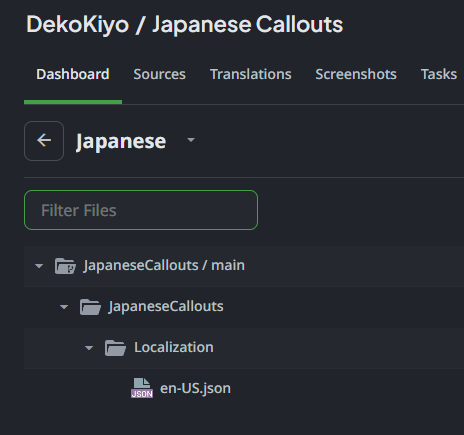 DekoKiyo / Japanese Callouts
Dashboard Sources Translations Screenshots Tasks
Japanese
Filter Files
JapaneseCallouts / main
JapaneseCallouts
Localization
JSON en-US.json